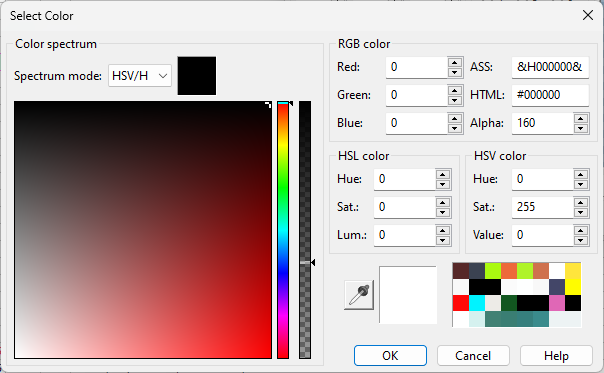 Select Color
Color spectrum
Spectrum mode: HSV/H
RGB color
Red: 0 ASS: &H000000&
Green: 0 HTML: #000000
Blue: 0 Alpha: 160
HSL color
Hue: 0
Sat.: 0
Lum.: 0
HSV color
Hue: 0
Sat.: 255
Value: 0
OK
Cancel
Help